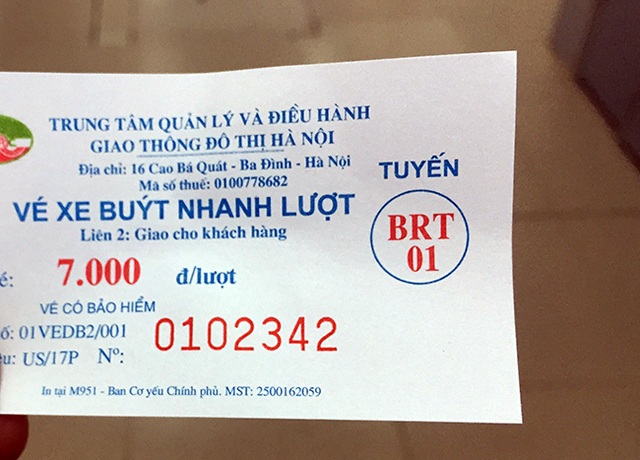 TRUNG TÂM QUẢN LÝ VÀ ĐIỀU HÀNH
GIAO THÔNG ĐÔ THỊ HÀ NỘI
Địa chỉ: 16 Cao Bá Quát - Ba Đình - Hà Nội
Mã số thuế: 0100778682
TUYẾN
VÉ XE BUÝT NHANH LƯỢT
Liên 2: Giao cho khách hàng
BRT
01
7.000 đ/lượt
VÉ CÓ BẢO HIỂM
01VEDB2/001
US/17P Nº: 0102342
In tại M951 - Ban Cơ yếu Chính phủ. MST: 2500162059